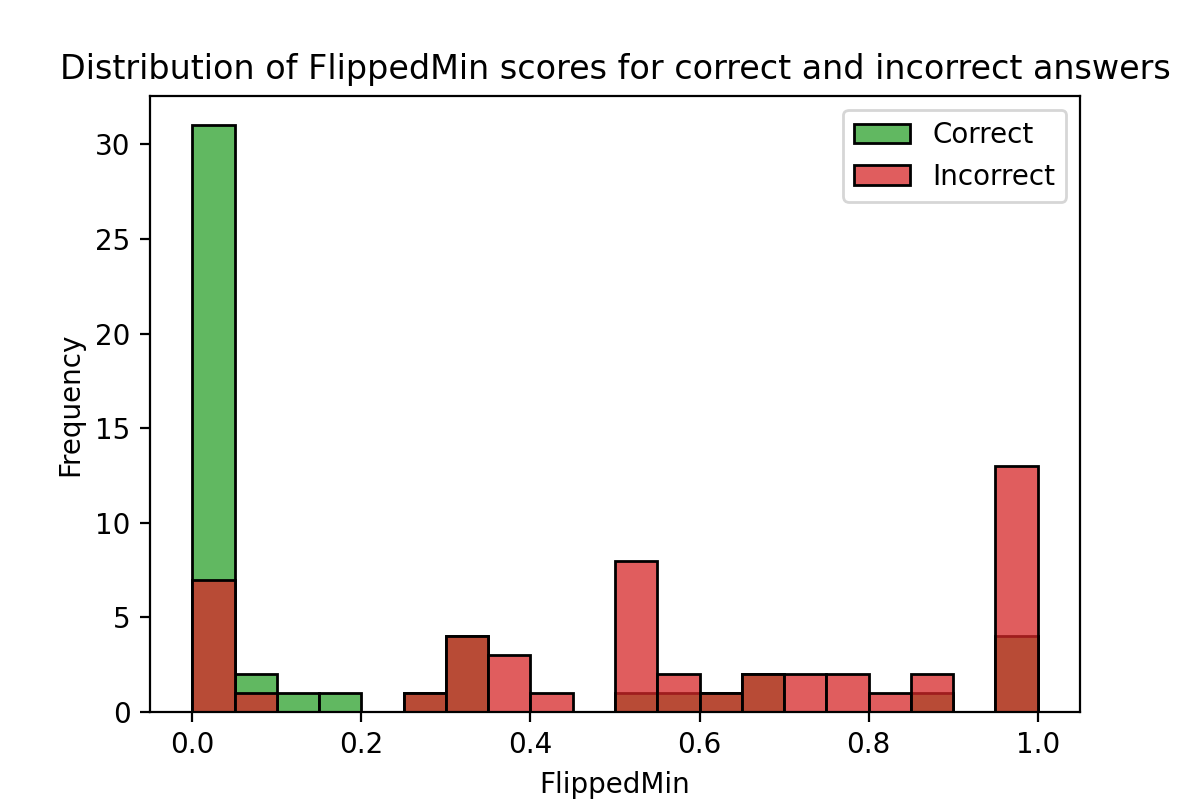 Distribution of FlippedMin scores for correct and incorrect answers
Correct
Incorrect
Frequency
30
25
20
15
10
5
0
0.0 0.2 0.4 0.6 0.8 1.0
FlippedMin